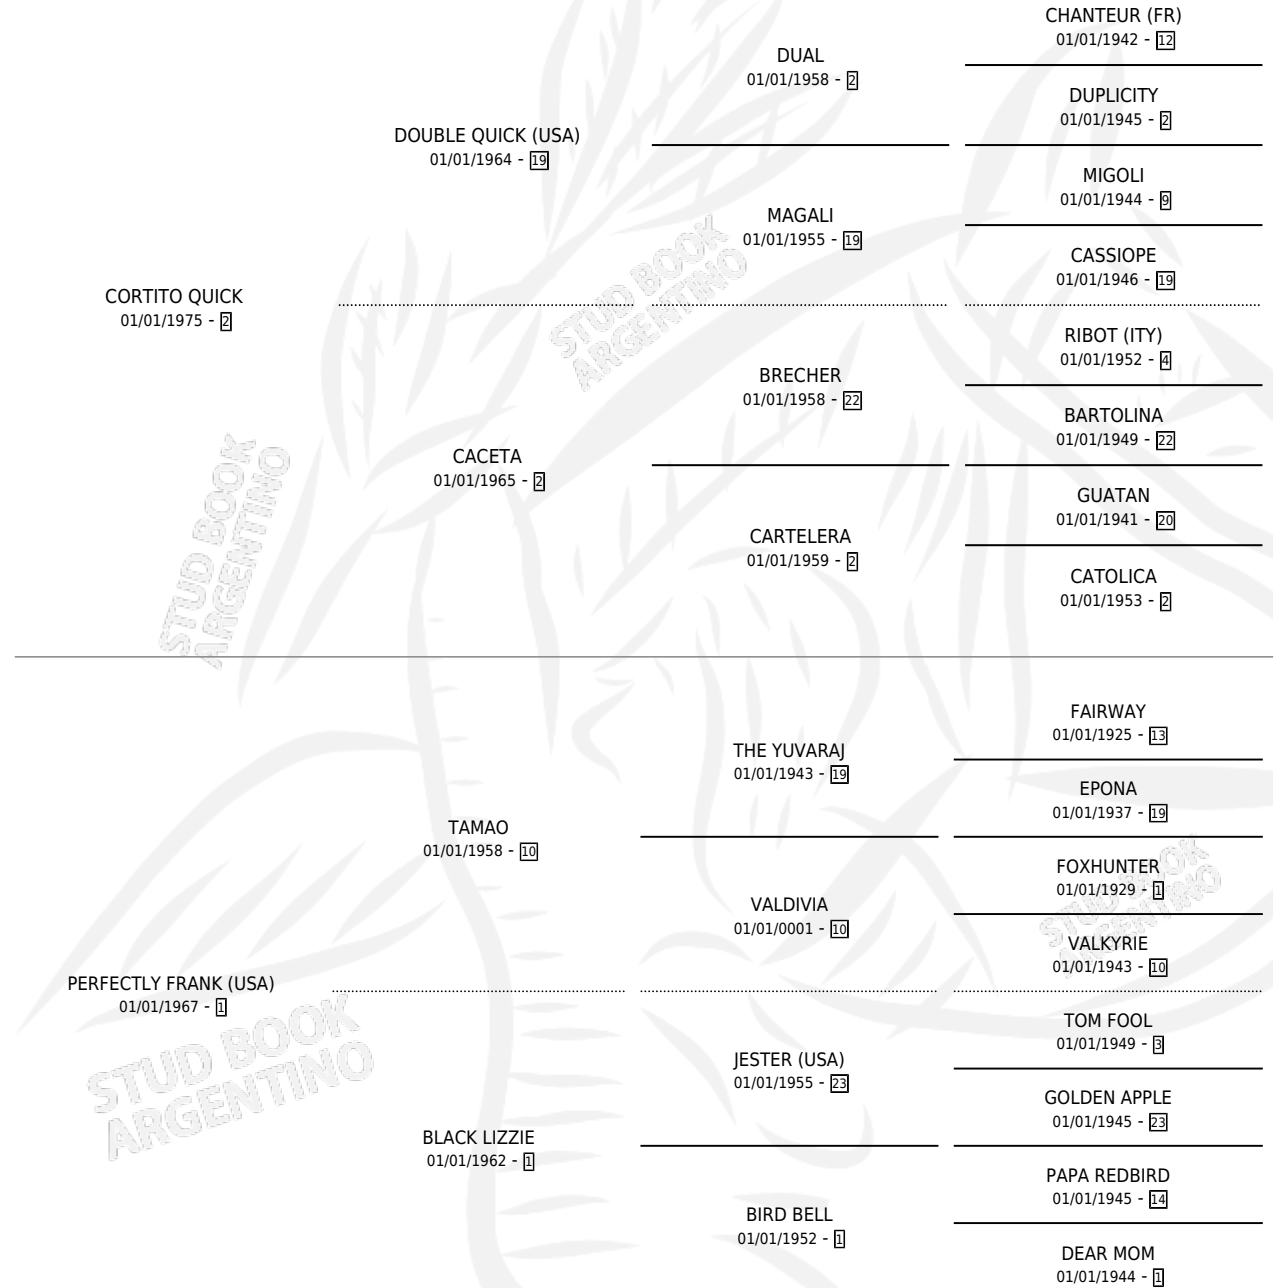 CHANTEUR (FR)
01/01/1942 - 12
DUAL
01/01/1958 - 2
DUPLICITY
01/01/1945 - 2
DOUBLE QUICK (USA)
01/01/1964 - 19
MIGOLI
01/01/1944 - 9
MAGALI
01/01/1955 - 19
CASSIOPE
01/01/1946 - 19
CORTITO QUICK
01/01/1975 - 2
STUD BOOK
ARGENTINO
RIBOT (ITY)
01/01/1952 - 4
BRECHER
01/01/1958 - 22
BARTOLINA
01/01/1949 - 22
CACETA
01/01/1965 - 2
GUATAN
01/01/1941 - 20
CARTELERA
01/01/1959 - 2
CATOLICA
01/01/1953 - 2
STUD BOOK
ARGENTINO
FAIRWAY
01/01/1925 - 13
THE YUVARAJ
01/01/1943 - 19
EPONA
01/01/1937 - 19
TAMAO
01/01/1958 - 10
FOXHUNTER
01/01/1929 - 1
VALDIVIA
01/01/0001 - 10
VALKYRIE
01/01/1943 - 10
STUD BOOK
ARGENTINO
PERFECTLY FRANK (USA)
01/01/1967 - 1
TOM FOOL
01/01/1949 - 3
JESTER (USA)
01/01/1955 - 23
GOLDEN APPLE
01/01/1945 - 23
STUD BOOK
ARGENTINO
BLACK LIZZIE
01/01/1962 - 1
PAPA REDBIRD
01/01/1945 - 14
BIRD BELL
01/01/1952 - 1
DEAR MOM
01/01/1944 - 1